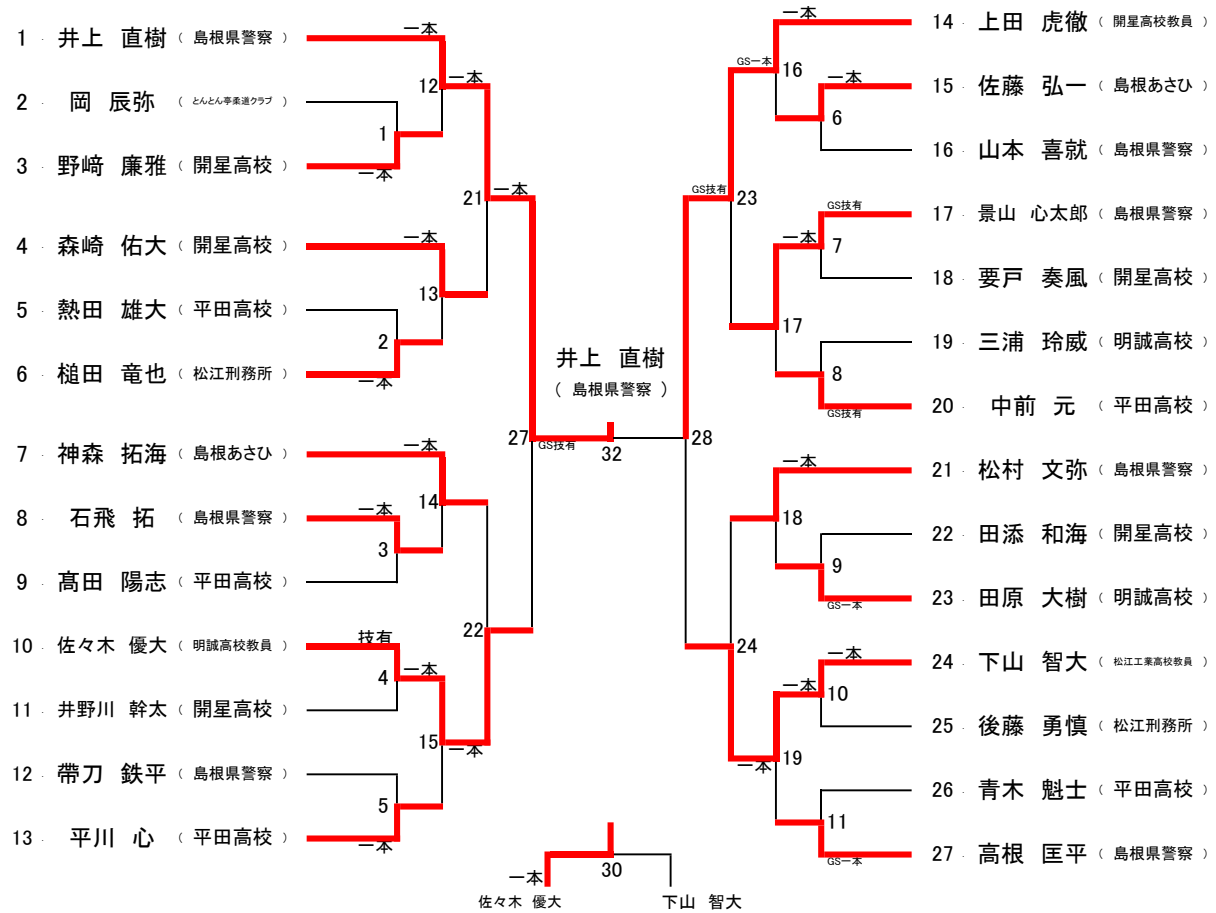 1 井上 直樹 （ 島根県警察 ）
2 岡 辰弥 （ とんとん亭柔道クラブ ）
3 野﨑 廉雅 （ 開星高校 ）
4 森崎 佑大 （ 開星高校 ）
5 熱田 雄大 （ 平田高校 ）
6 槌田 竜也 （ 松江刑務所 ）
7 神森 拓海 （ 島根あさひ ）
8 石飛 拓 （ 島根県警察 ）
9 髙田 陽志 （ 平田高校 ）
10 佐々木 優大 （ 明誠高校教員 ）
11 井野川 幹太 （ 開星高校 ）
12 帶刀 鉄平 （ 島根県警察 ）
13 平川 心 （ 平田高校 ）
一本
一本
12
1
一本
21
一本
一本
13
2
一本
27
一本
14
一本
3
22
技有
4
一本
15
一本
5
一本
井上 直樹
（ 島根県警察 ）
GS技有
32
一本
30
佐々木 優大
下山 智大
一本
GS一本
16
一本
6
GS技有
23
GS技有
一本
7
17
8
GS技有
28
一本
18
9
GS一本
24
一本
一本
10
一本
19
11
GS一本
14 上田 虎徹 （ 開星高校教員 ）
15 佐藤 弘一 （ 島根あさひ ）
16 山本 喜就 （ 島根県警察 ）
17 景山 心太郎 （ 島根県警察 ）
18 要戸 奏風 （ 開星高校 ）
19 三浦 玲威 （ 明誠高校 ）
20 中前 元 （ 平田高校 ）
21 松村 文弥 （ 島根県警察 ）
22 田添 和海 （ 開星高校 ）
23 田原 大樹 （ 明誠高校 ）
24 下山 智大 （ 松江工業高校教員 ）
25 後藤 勇慎 （ 松江刑務所 ）
26 青木 魁士 （ 平田高校 ）
27 高根 匡平 （ 島根県警察 ）